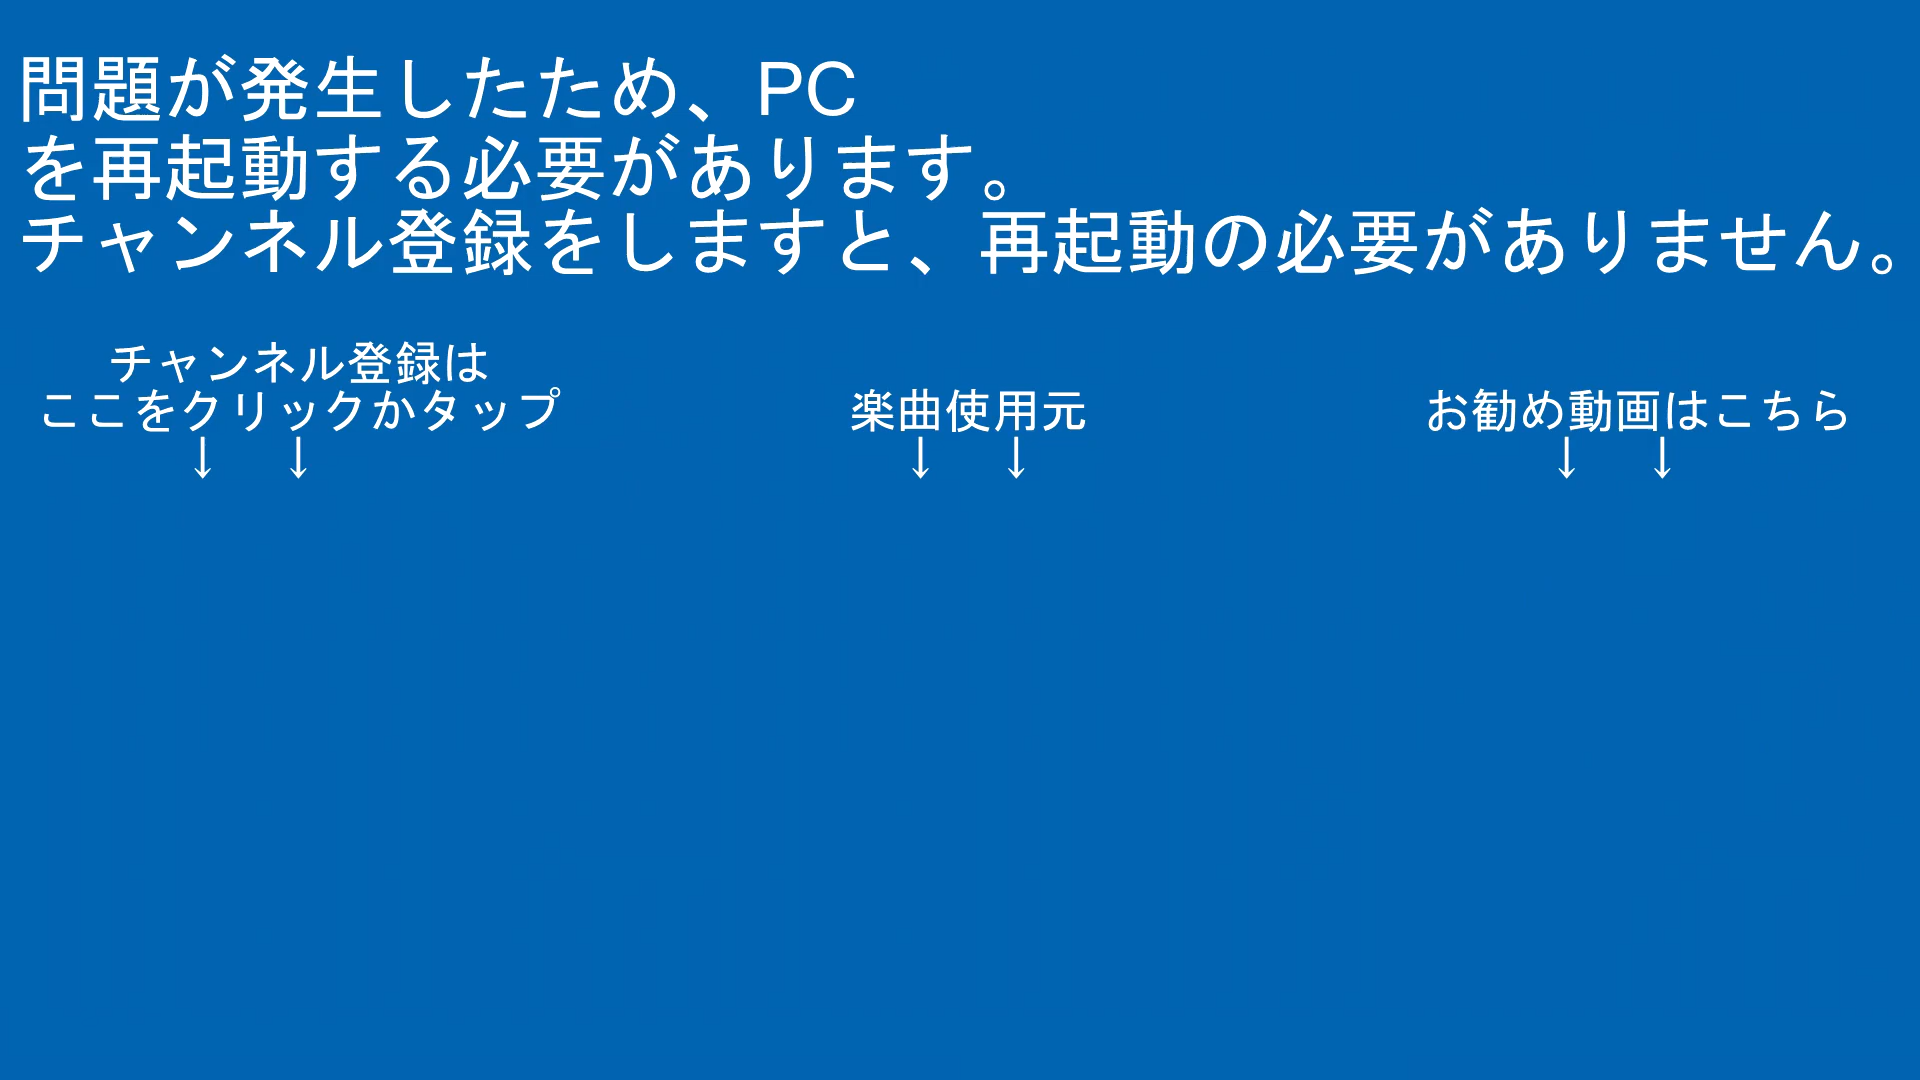 問題が発生したため、PC
を再起動する必要があります。
チャンネル登録をしますと、再起動の必要がありません。
チャンネル登録は
ここをクリックかタップ
↓ ↓
楽曲使用元
↓ ↓
お勧め動画はこちら
↓ ↓